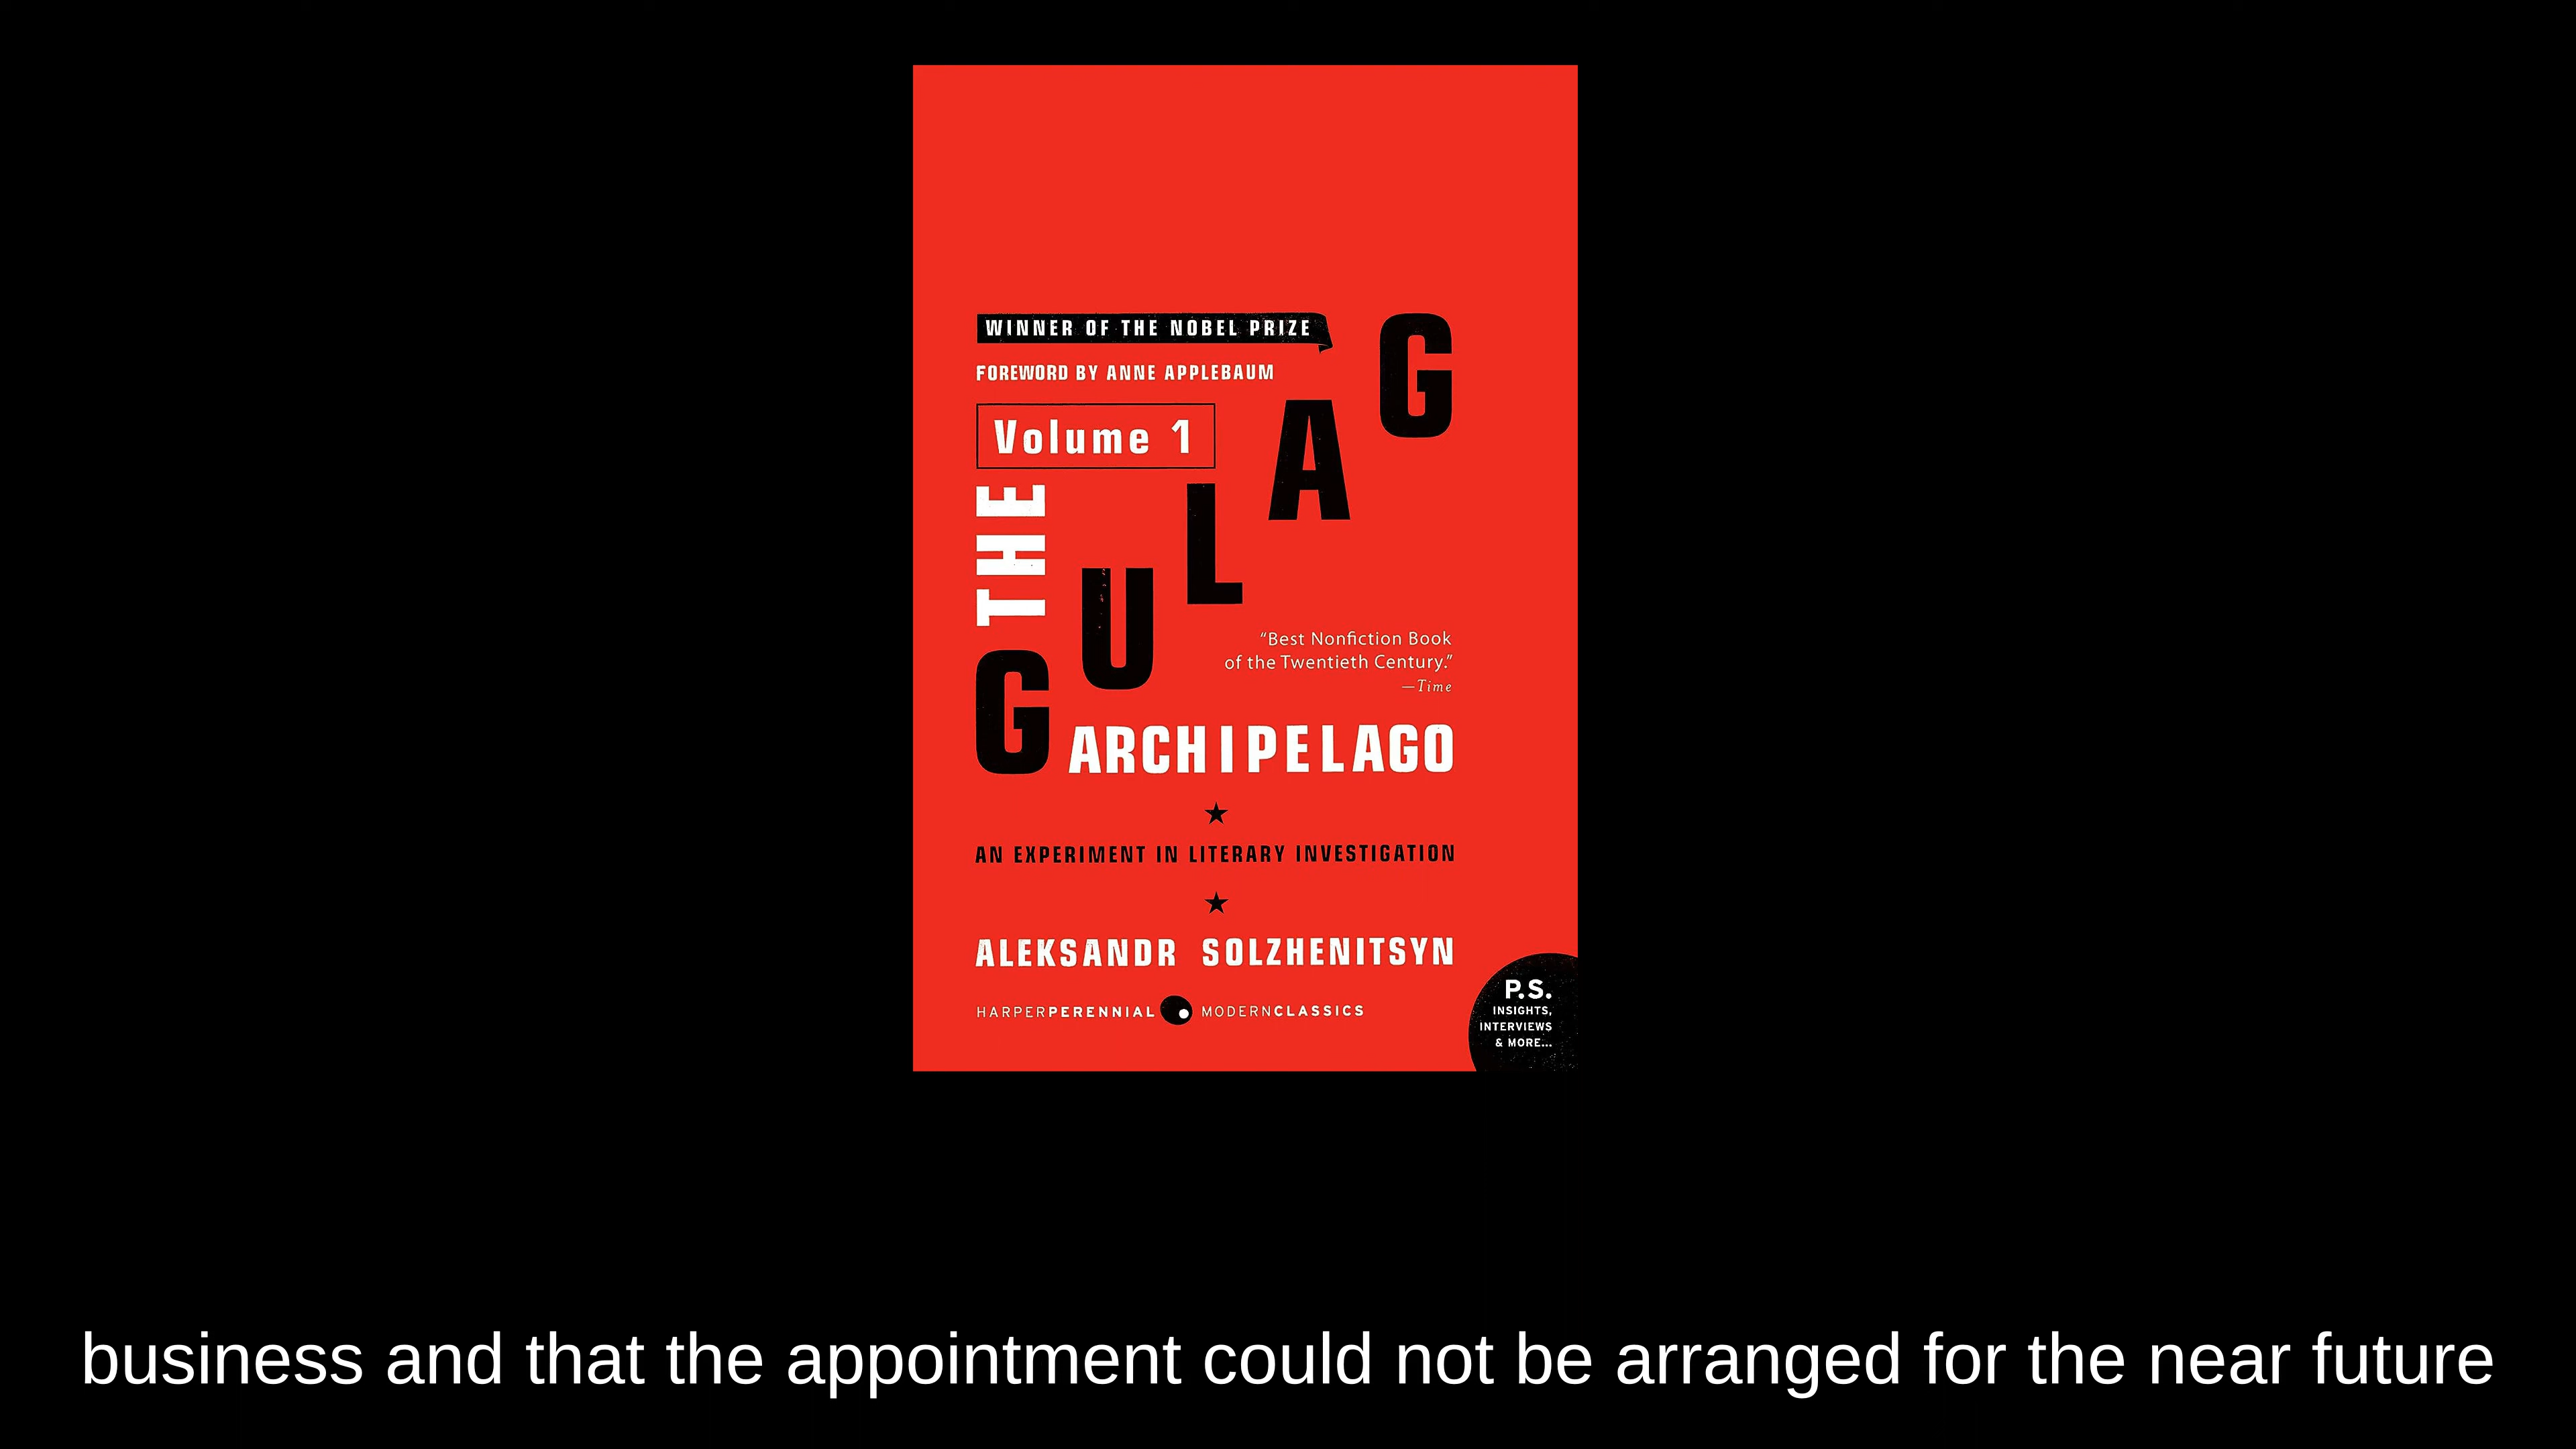 WINNER OF THE NOBEL PRIZE
FOREWORD BY ANNE APPLEBAUM
Volume 1
THE
GULAG
"Best Nonfiction Book
of the Twentieth Century."
—Time
ARCHIPELAGO
★
AN EXPERIMENT IN LITERARY INVESTIGATION
★
ALEKSANDR SOLZHENITSYN
HARPERPERENNIAL MODERNCLASSICS
P.S.
INSIGHTS,
INTERVIEWS
& MORE...
business and that the appointment could not be arranged for the near future